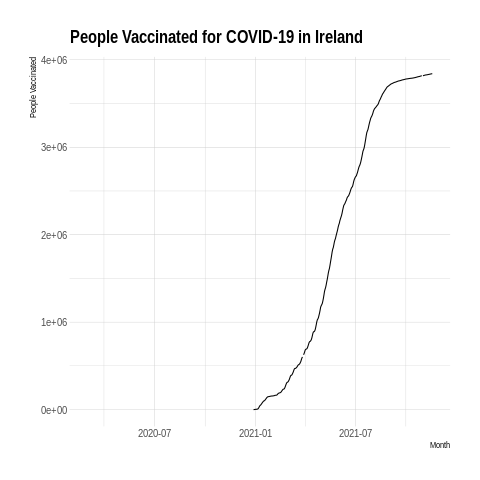 People Vaccinated for COVID-19 in Ireland
People Vaccinated
4e+06
3e+06
2e+06
1e+06
0e+00
2020-07
2021-01
2021-07
Month